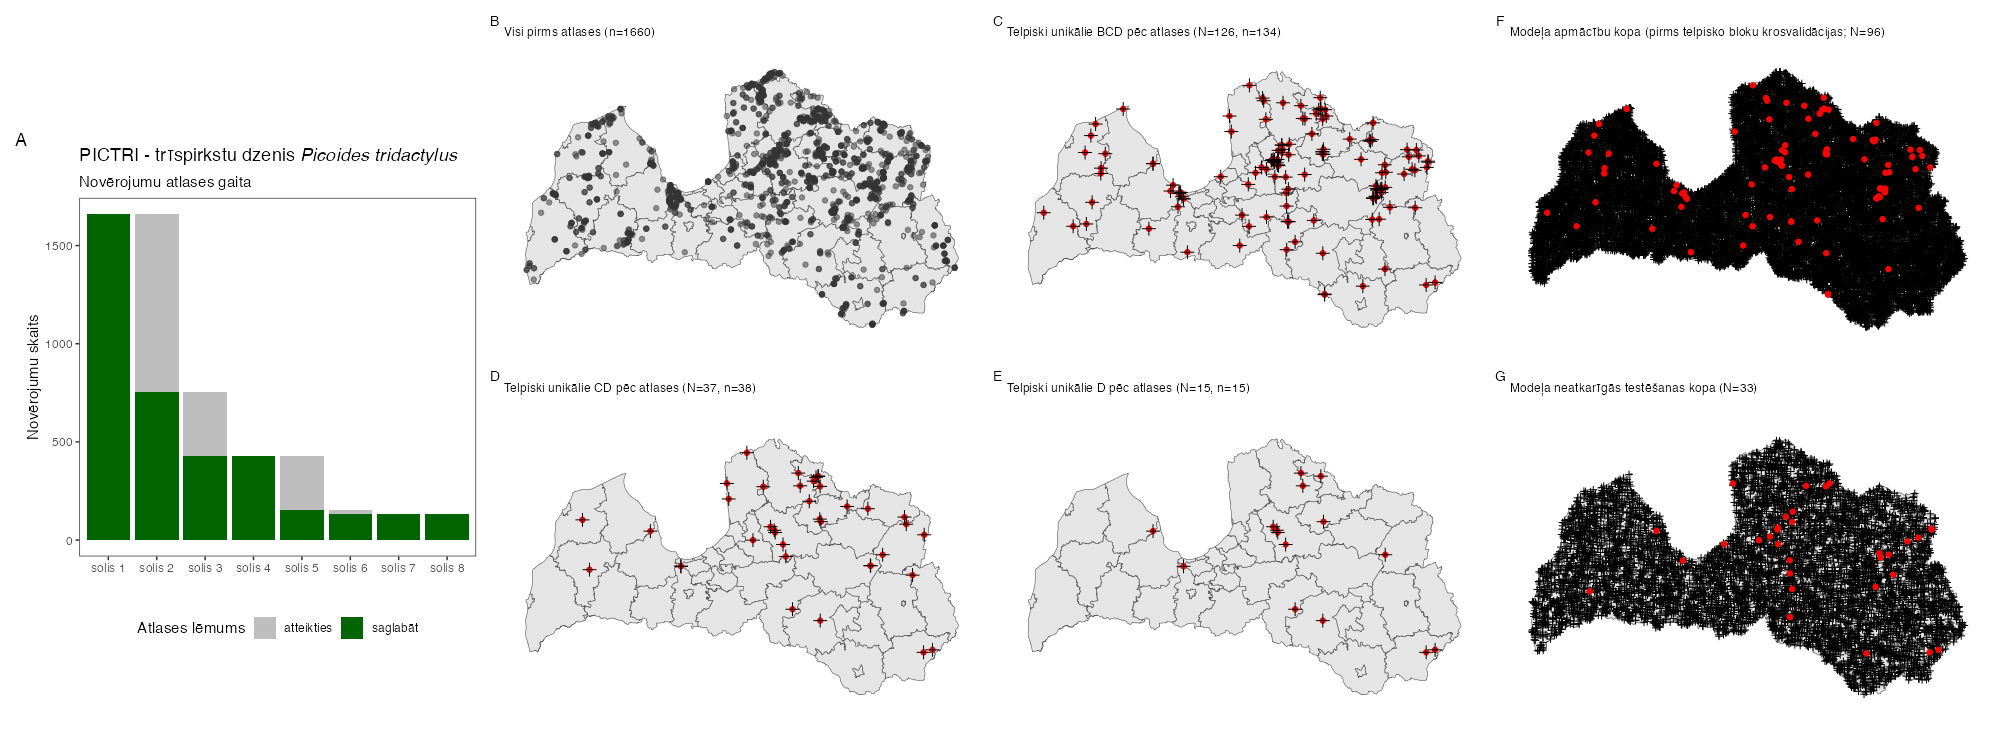 A
PICTRI - trīspirkstu dzenis Picoides tridactylus
Novērojumu atlases gaita
Novērojumu skaits
1500
1000
500
0
solis 1 solis 2 solis 3 solis 4 solis 5 solis 6 solis 7 solis 8
Atlases lēmums atteikties saglabāt
B
Visi pirms atlases (n=1660)
C
Telpiski unikālie BCD pēc atlases (N=126, n=134)
F
Modeļa apmācību kopa (pirms telpisko bloku krosvalidācijas; N=96)
D
Telpiski unikālie CD pēc atlases (N=37, n=38)
E
Telpiski unikālie D pēc atlases (N=15, n=15)
G
Modeļa neatkarīgās testēšanas kopa (N=33)